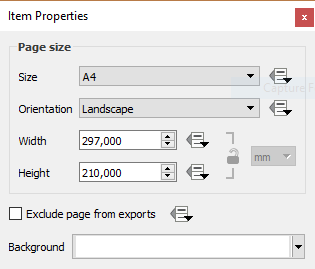 Item Properties
x
Page size
Size A4
Orientation Landscape
Width 297,000
mm
Height 210,000
Exclude page from exports
Background